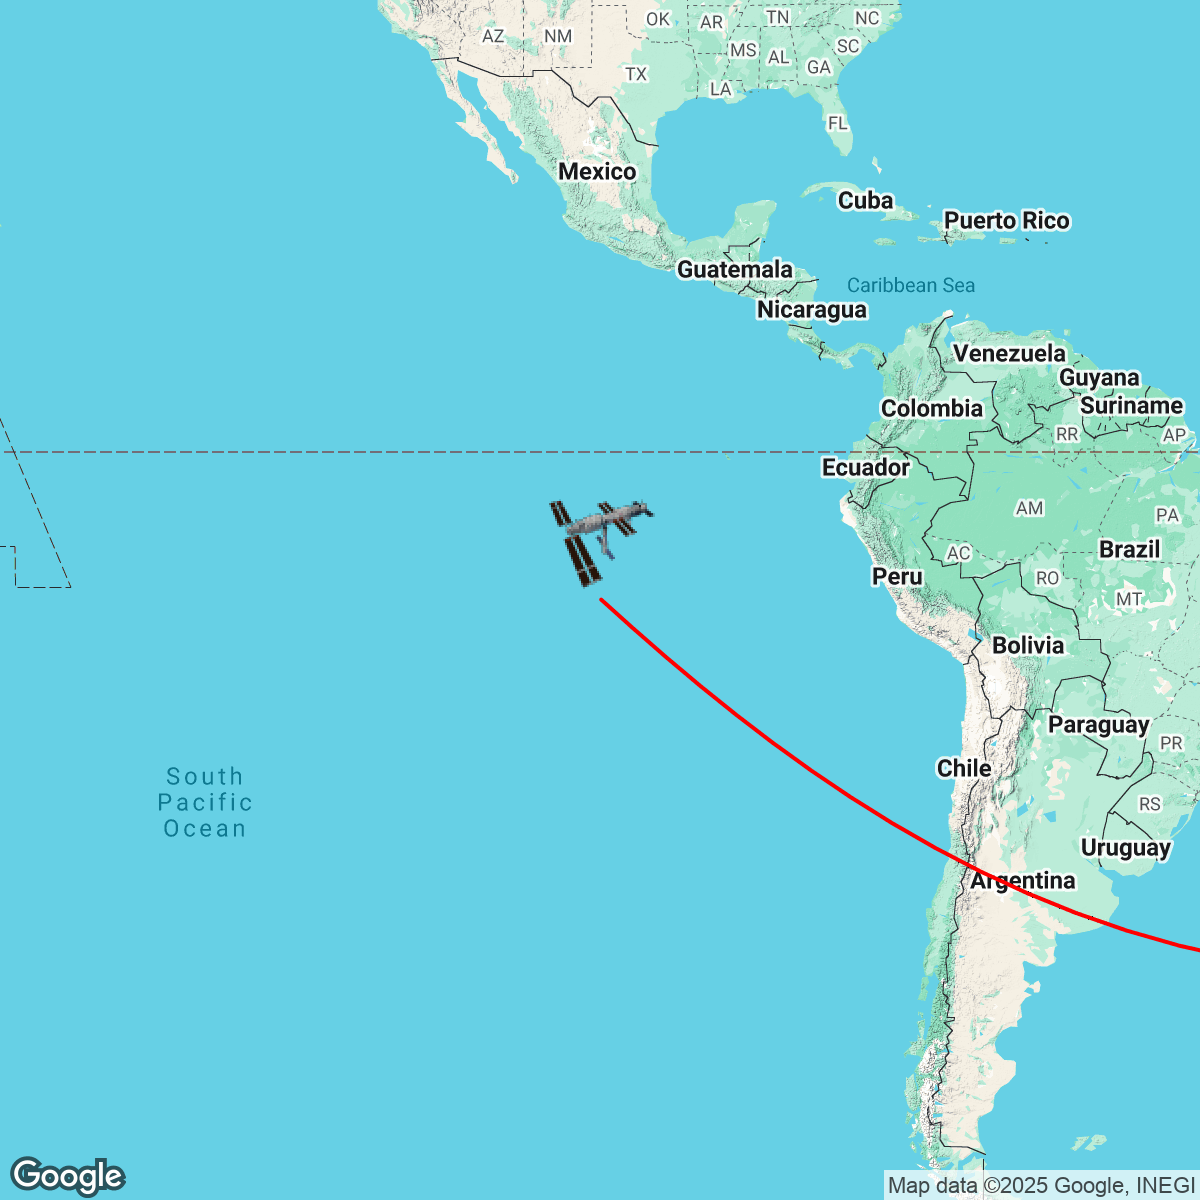 OK
AR
TN
NC
AZ
NM
MS
AL
SC
GA
TX
LA
FL
Mexico
Cuba
Puerto Rico
Guatemala
Caribbean Sea
Nicaragua
Venezuela
Guyana
Colombia
Suriname
RR
AP
Ecuador
AM
PA
Brazil
AC
Peru
RO
MT
Bolivia
Paraguay
PR
Chile
South
Pacific
Ocean
RS
Uruguay
Argentina
Google
Map data ©2025 Google, INEGI